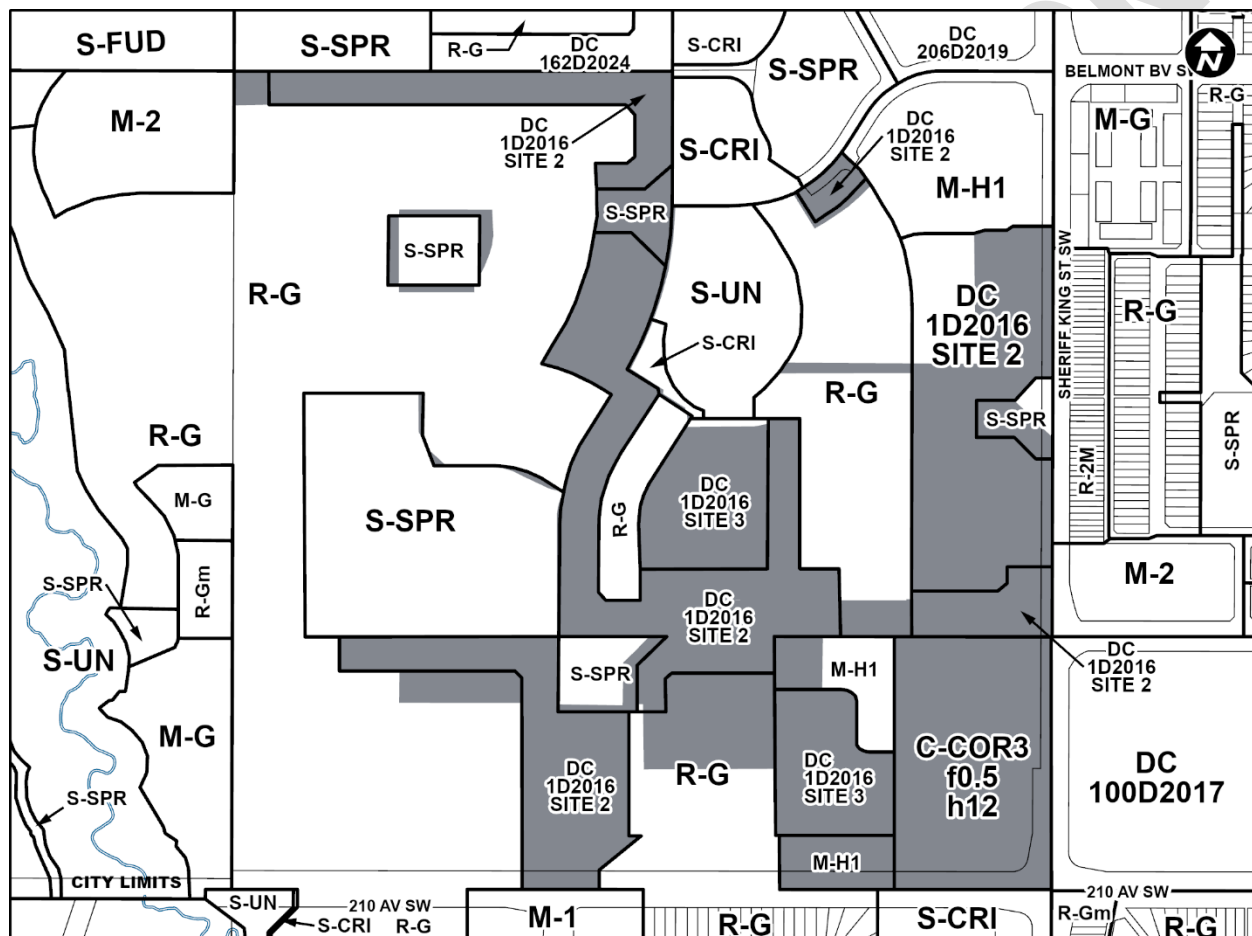 S-FUD
S-SPR
R-G
DC
162D2024
S-CRI
S-SPR
DC
206D2019
BELMONT BV S
N
R-G
M-2
DC
1D2016
SITE 2
S-CRI
DC
1D2016
SITE 2
M-H1
M-G
S-SPR
S-SPR
R-G
S-UN
S-CRI
DC
1D2016
SITE 2
SHERIFF KING ST SW
R-G
R-G
S-SPR
S-SPR
R-G
M-G
S-SPR
R-G
DC
1D2016
SITE 3
R-2M
S-SPR
R-Gm
M-2
DC
1D2016
SITE 2
S-UN
S-SPR
M-H1
DC
1D2016
SITE 2
M-G
S-SPR
DC
1D2016
SITE 2
R-G
DC
1D2016
SITE 3
C-COR3
f0.5
h12
DC
100D2017
M-H1
CITY LIMITS
S-UN
S-CRI
R-G
210 AV SW
M-1
R-G
S-CRI
210 AV SW
R-Gm
R-G